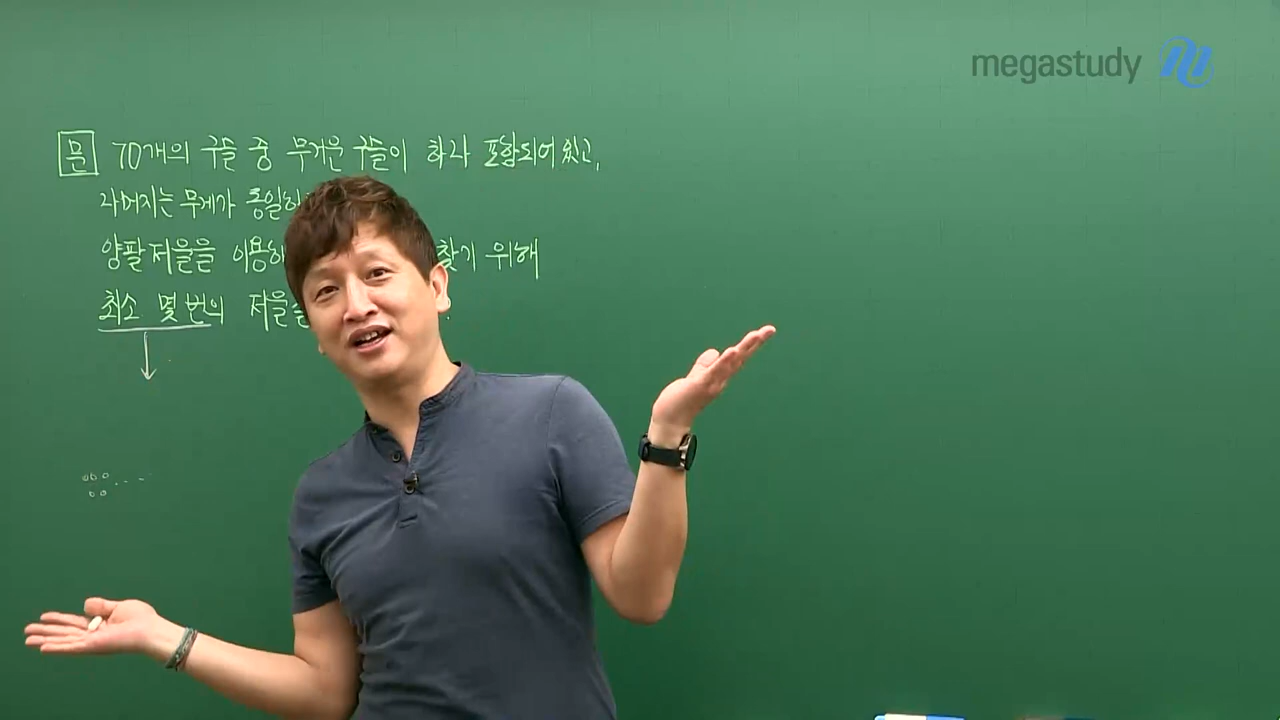 megastudy
문 70개의 구슬 중 무거운 구슬이 하나 포함되어 있고,
나머지는 무게가 동일하
양팔저울을 이용하 찾기 위해
최소 몇 번의 저울을